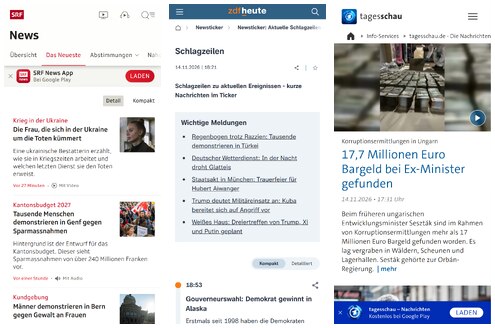 SRF
News
Übersicht
Das Neueste
Abstimmungen
SRF News App
Bei Google Play
LADEN
Detail
Kompakt
Krieg in der Ukraine
Die Frau, die sich in der Ukraine
um die Toten kümmert
Eine ukrainische Bestatterin erzählt,
wie sie in Kriegszeiten arbeitet und
welchen letzten Dienst sie den Toten
erweist.
Vor 27 Minuten
Mit Video
Kantonsbudget 2027
Tausende Menschen
demonstrieren in Genf gegen
Sparmassnahmen
Hintergrund ist der Entwurf für das
Kantonsbudget. Dieser sieht
Sparmassnahmen von über 240 Millionen Franken
vor.
Vor einer Stunde
Mit Audio
Kundgebung
Männer demonstrieren in Bern
gegen Gewalt an Frauen
zdfheute
Newsticker
Newsticker: Aktuelle Schlagzeilen
Schlagzeilen
14.11.2026 | 18:21
Schlagzeilen zu aktuellen Ereignissen - kurze
Nachrichten im Ticker
Wichtige Meldungen
Regenbogen trotz Razzien: Tausende
demonstrieren in Türkei
Deutscher Wetterdienst: In der Nacht
droht Glatteis
Staatsakt in München: Trauerfeier für
Hubert Aiwanger
Trump deutet Militäreinsatz an: Kuba
bereitet sich auf Angriff vor
Weißes Haus: Dreiertreffen von Trump, Xi
und Putin geplant
Kompakt
Detailliert
18:53
Gouverneurswahl: Demokrat gewinnt in
Alaska
Erstmals seit 1998 haben die Demokraten
tagesschau
Info-Services
tagesschau.de - Die Nachrichten
Korruptionsermittlungen in Ungarn
17,7 Millionen Euro
Bargeld bei Ex-Minister
gefunden
14.11.2026 • 17:31 Uhr
Beim früheren ungarischen
Entwicklungsminister Seszták sind im Rahmen
von Korruptionsermittlungen mehr als 17
Millionen Euro Bargeld gefunden worden. Es
lag vergraben in Wäldern, Scheunen und
Lagerhallen. Sesták gehörte zur Orbán-
Regierung. | mehr
tagesschau – Nachrichten
Kostenlos bei Google Play
LADEN